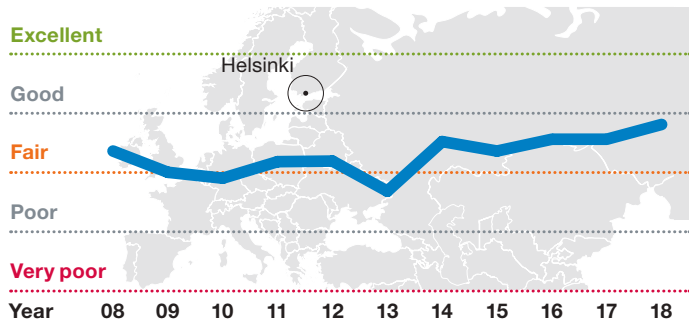 Excellent
Helsinki
Good
Fair
Poor
Very poor
Year 08 09 10 11 12 13 14 15 16 17 18